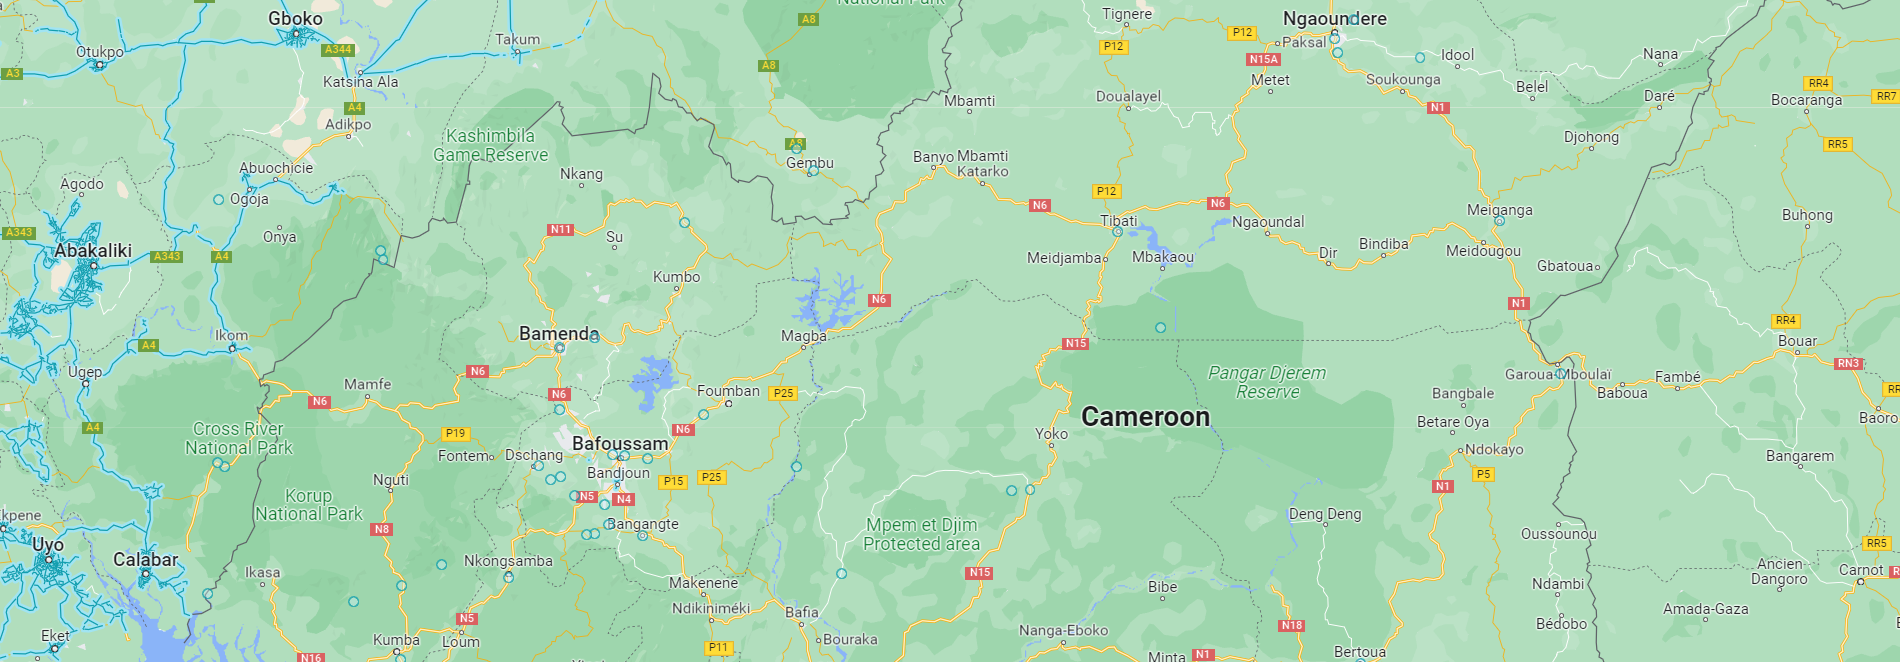 National Park
Gboko
A8
Tignere
Ngaoundere
Otukpo
A344
Takum
P12
P12
Paksal
A3
Katsina Ala
A8
N15A
Metet
Idool
Soukounga
Nana
Belel
RR4
RR7
A4
Adikpo
Mbamti
Doualayel
N1
Daré
Bocaranga
Kashimbila
Game Reserve
Djohong
RR5
Abuochicie
Ogoja
Agodo
Nkang
Gembu
Banyo
Mbamti
Katarko
P12
N6
N6
Tibati
Ngaoundal
Meiganga
Buhong
A343
Onya
N11
Su
Abakaliki
A343
A4
Kumbo
Meidjamba
Mbakaou
Dir
Bindiba
Meidougou
Gbatoua
N6
N1
Ikom
A4
Bamenda
Magba
N15
RR4
Bouar
Ugep
N6
Mamfe
N6
N6
Foumban
P25
Pangar Djerem
Reserve
Garoua-Mboulaï
Baboua
Fambé
RN3
Bangbale
Cameroon
A4
Cross River
National Park
P19
Fontem
Dschang
Bafoussam
N6
Yoko
Betare Oya
Ndokayo
Baoro
Bandjoun
P15
P25
P5
Bangarem
Korup
National Park
Nguti
N5
N4
N1
Bangangte
N8
Mpem et Djim
Protected area
Deng Deng
Oussounou
kpene
Uyo
Calabar
Ikasa
Nkongsamba
Makenene
N15
Bibe
Ndambi
Ancien-
Dangoro
RR5
Carnot
Ndikiniméki
Bafia
Amada-Gaza
N5
Eket
Kumba
Loum
Bouraka
Nanga-Eboko
N18
Bédobo
N16
P11
Minta
N1
Bertoua